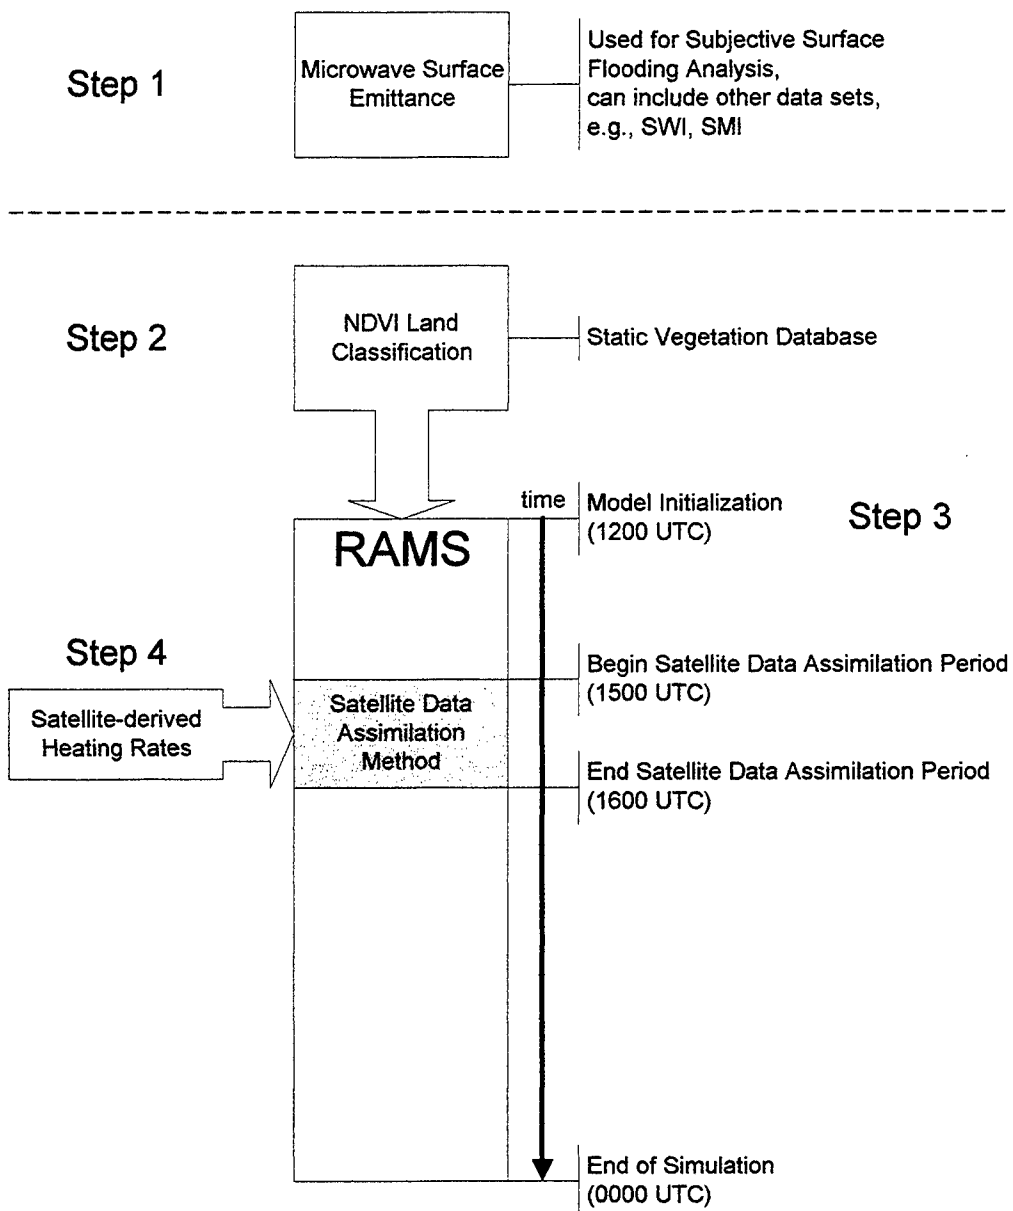 Step 1
Microwave Surface
Emittance
Used for Subjective Surface
Flooding Analysis,
can include other data sets,
e.g., SWI, SMI
Step 2
NDVI Land
Classification
Static Vegetation Database
time
Model Initialization
(1200 UTC)
Step 3
RAMS
Step 4
Satellite-derived
Heating Rates
Satellite Data
Assimilation
Method
Begin Satellite Data Assimilation Period
(1500 UTC)
End Satellite Data Assimilation Period
(1600 UTC)
End of Simulation
(0000 UTC)